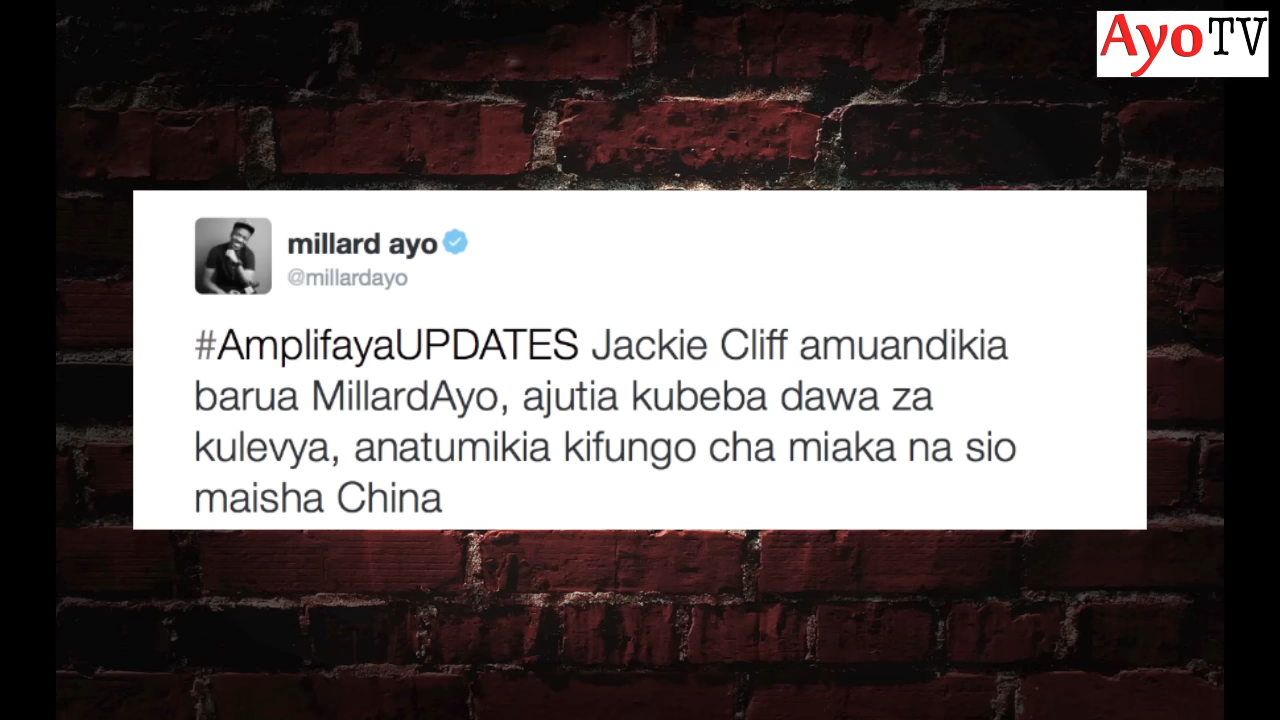 AyoTV
millard ayo
@millardayo
#AmplifayaUPDATES Jackie Cliff amuandikia
barua MillardAyo, ajutia kubeba dawa za
kulevya, anatumikia kifungo cha miaka na sio
maisha China